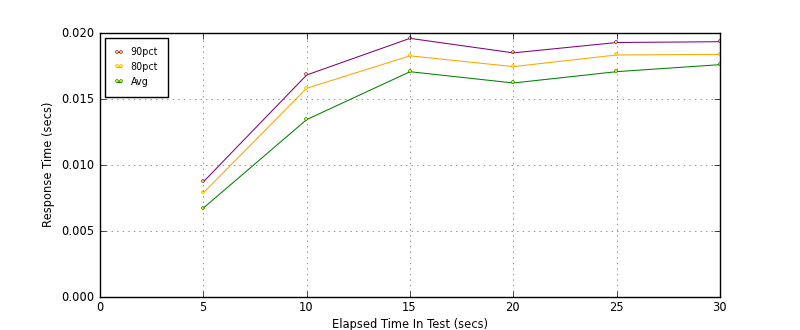 0.020
90pct
80pct
Avg
0.015
0.010
0.005
0.000
Response Time (secs)
0 5 10 15 20 25 30
Elapsed Time In Test (secs)